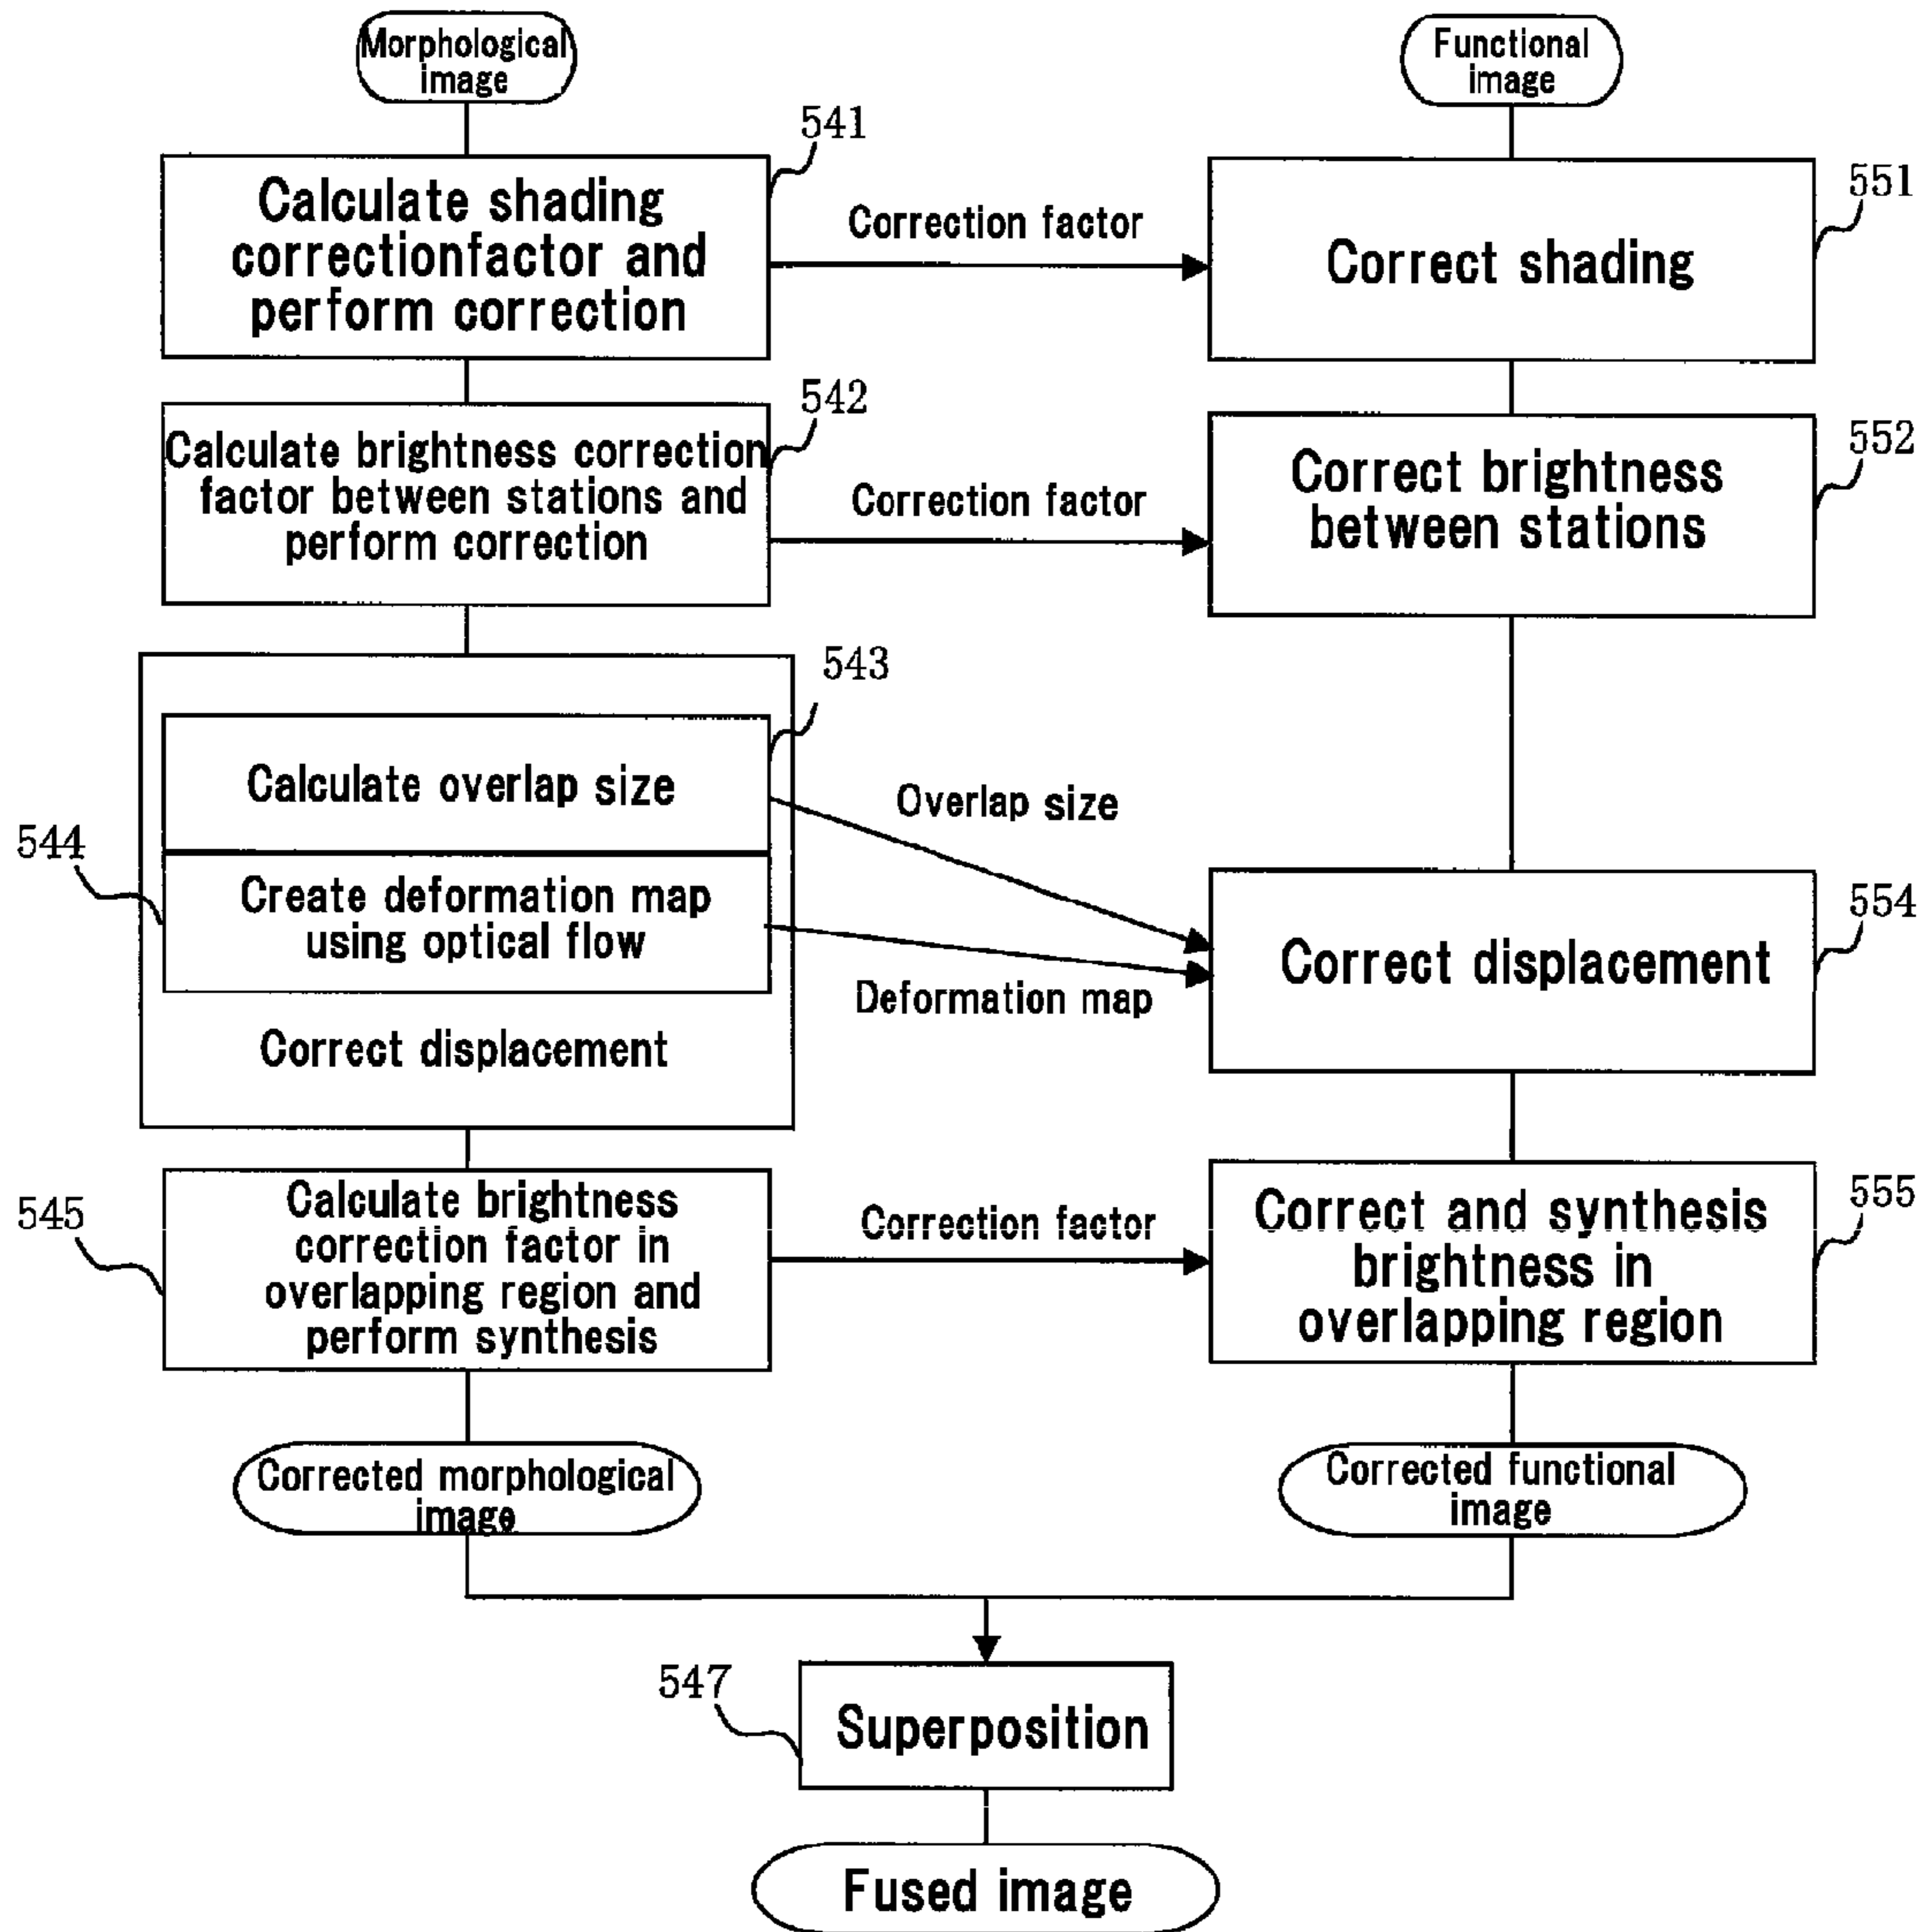 Morphological
image
Functional
image
541
Calculate shading
correctionfactor and
perform correction
Correction factor
551
Correct shading
542
Calculate brightness correction
factor between stations and
perform correction
Correction factor
552
Correct brightness
between stations
543
Calculate overlap size
Overlap size
544
Create deformation map
using optical flow
Deformation map
Correct displacement
554
Correct displacement
545
Calculate brightness
correction factor in
overlapping region and
perform synthesis
Correction factor
555
Correct and synthesis
brightness in
overlapping region
Corrected morphological
image
Corrected functional
image
547
Superposition
Fused image